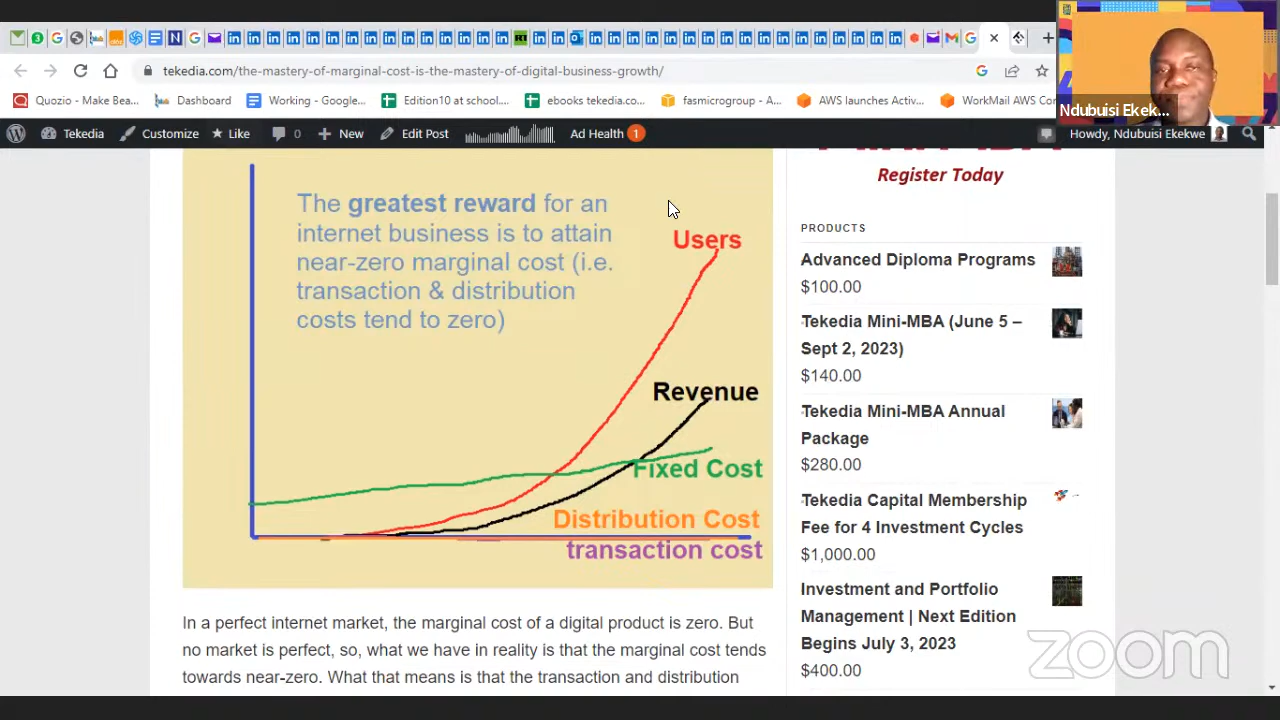 tekedia.com/the-mastery-of-marginal-cost-is-the-mastery-of-digital-business-growth/
Quozio - Make Bea...
Dashboard
Working - Google...
Edition10 at school....
ebooks tekedia.co...
fasmicrogroup - A...
AWS launches Activ...
WorkMail AWS Con
Ndubuisi Ekek...
Tekedia
Customize
Like
0
New
Edit Post
Ad Health 1
Howdy, Ndubuisi Ekekwe
The greatest reward for an
internet business is to attain
near-zero marginal cost (i.e.
transaction & distribution
costs tend to zero)
Users
Revenue
Fixed Cost
Distribution Cost
transaction cost
In a perfect internet market, the marginal cost of a digital product is zero. But
no market is perfect, so, what we have in reality is that the marginal cost tends
towards near-zero. What that means is that the transaction and distribution
Register Today
PRODUCTS
Advanced Diploma Programs
$100.00
Tekedia Mini-MBA (June 5 –
Sept 2, 2023)
$140.00
Tekedia Mini-MBA Annual
Package
$280.00
Tekedia Capital Membership
Fee for 4 Investment Cycles
$1,000.00
Investment and Portfolio
Management | Next Edition
Begins July 3, 2023
$400.00
zoom